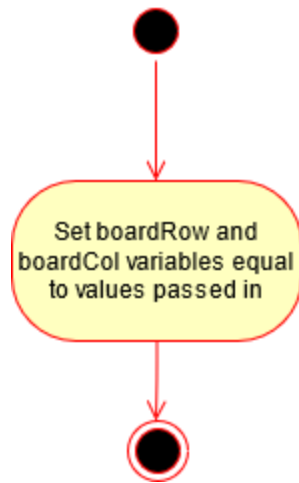 Set boardRow and
boardCol variables equal
to values passed in